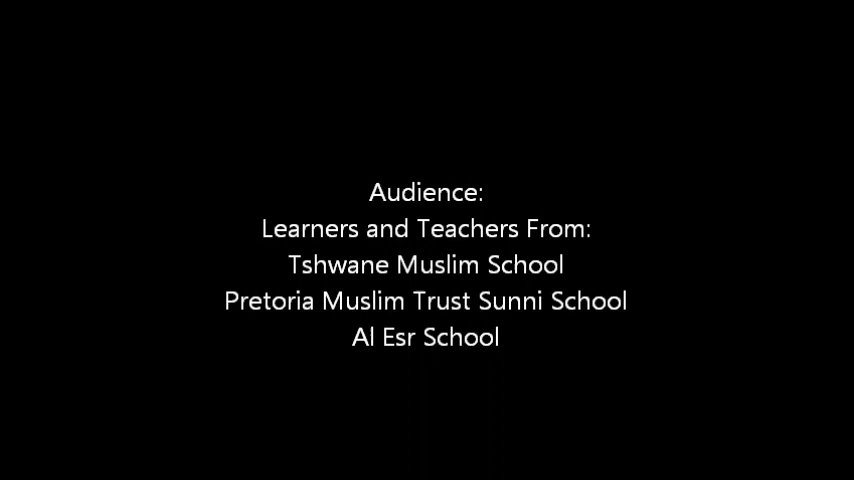 Audience:
Learners and Teachers From:
Tshwane Muslim School
Pretoria Muslim Trust Sunni School
Al Esr School